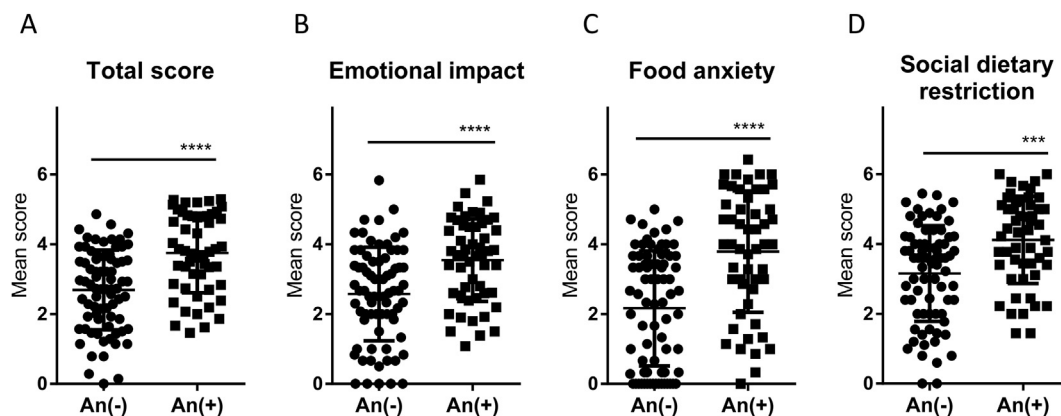 A
Total score
****
Mean score
6
4
2
0
An(-) An(+)
B
Emotional impact
****
Mean score
6
4
2
0
An(-) An(+)
C
Food anxiety
****
Mean score
6
4
2
0
An(-) An(+)
D
Social dietary
restriction
***
Mean score
6
4
2
0
An(-) An(+)